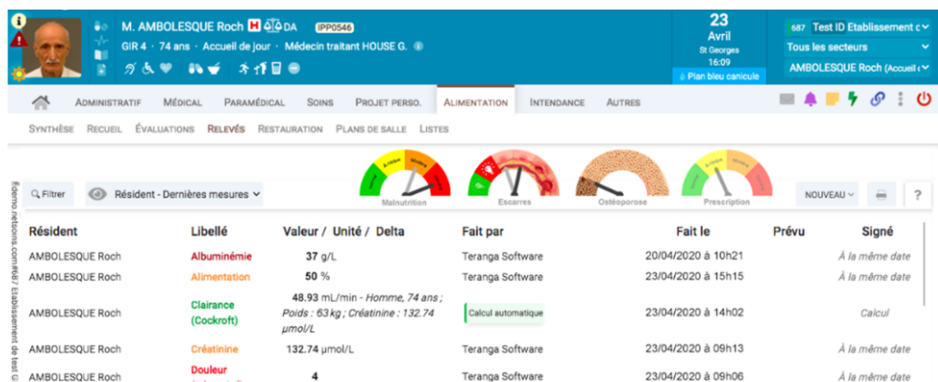 M. AMBOLESQUE Roch H DA IPP0546
GIR 4 · 74 ans · Accueil de jour · Médecin traitant HOUSE G.
23
Avril
St Georges
16:09
Plan bleu canicule
687 Test ID Etablissement
Tous les secteurs
AMBOLESQUE Roch (Accueil
ADMINISTRATIF MÉDICAL PARAMÉDICAL SOINS PROJET PERSO. ALIMENTATION INTENDANCE AUTRES
SYNTHÈSE RECUEIL ÉVALUATIONS RELEVÉS RESTAURATION PLANS DE SALLE LISTES
Filtrer Résident - Dernières mesures
Malnutrition Escarres Ostéoporose Prescription
NOUVEAU ?
Résident Libellé Valeur / Unité / Delta Fait par Fait le Prévu Signé
AMBOLESQUE Roch Albuminémie 37 g/L Teranga Software 20/04/2020 à 10h21 À la même date
AMBOLESQUE Roch Alimentation 50 % Teranga Software 23/04/2020 à 15h15 À la même date
48.93 mL/min - Homme, 74 ans ;
AMBOLESQUE Roch Clairance (Cockroft) Poids : 63 kg ; Créatinine : 132.74 Calcul automatique 23/04/2020 à 14h02 Calcul
µmol/L
AMBOLESQUE Roch Créatinine 132.74 µmol/L Teranga Software 23/04/2020 à 09h13 À la même date
AMBOLESQUE Roch Douleur 4 Teranga Software 23/04/2020 à 09h06 À la même date